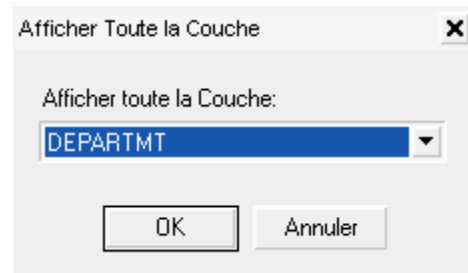 Afficher Toute la Couche
Afficher toute la Couche:
DEPARTMT
OK Annuler